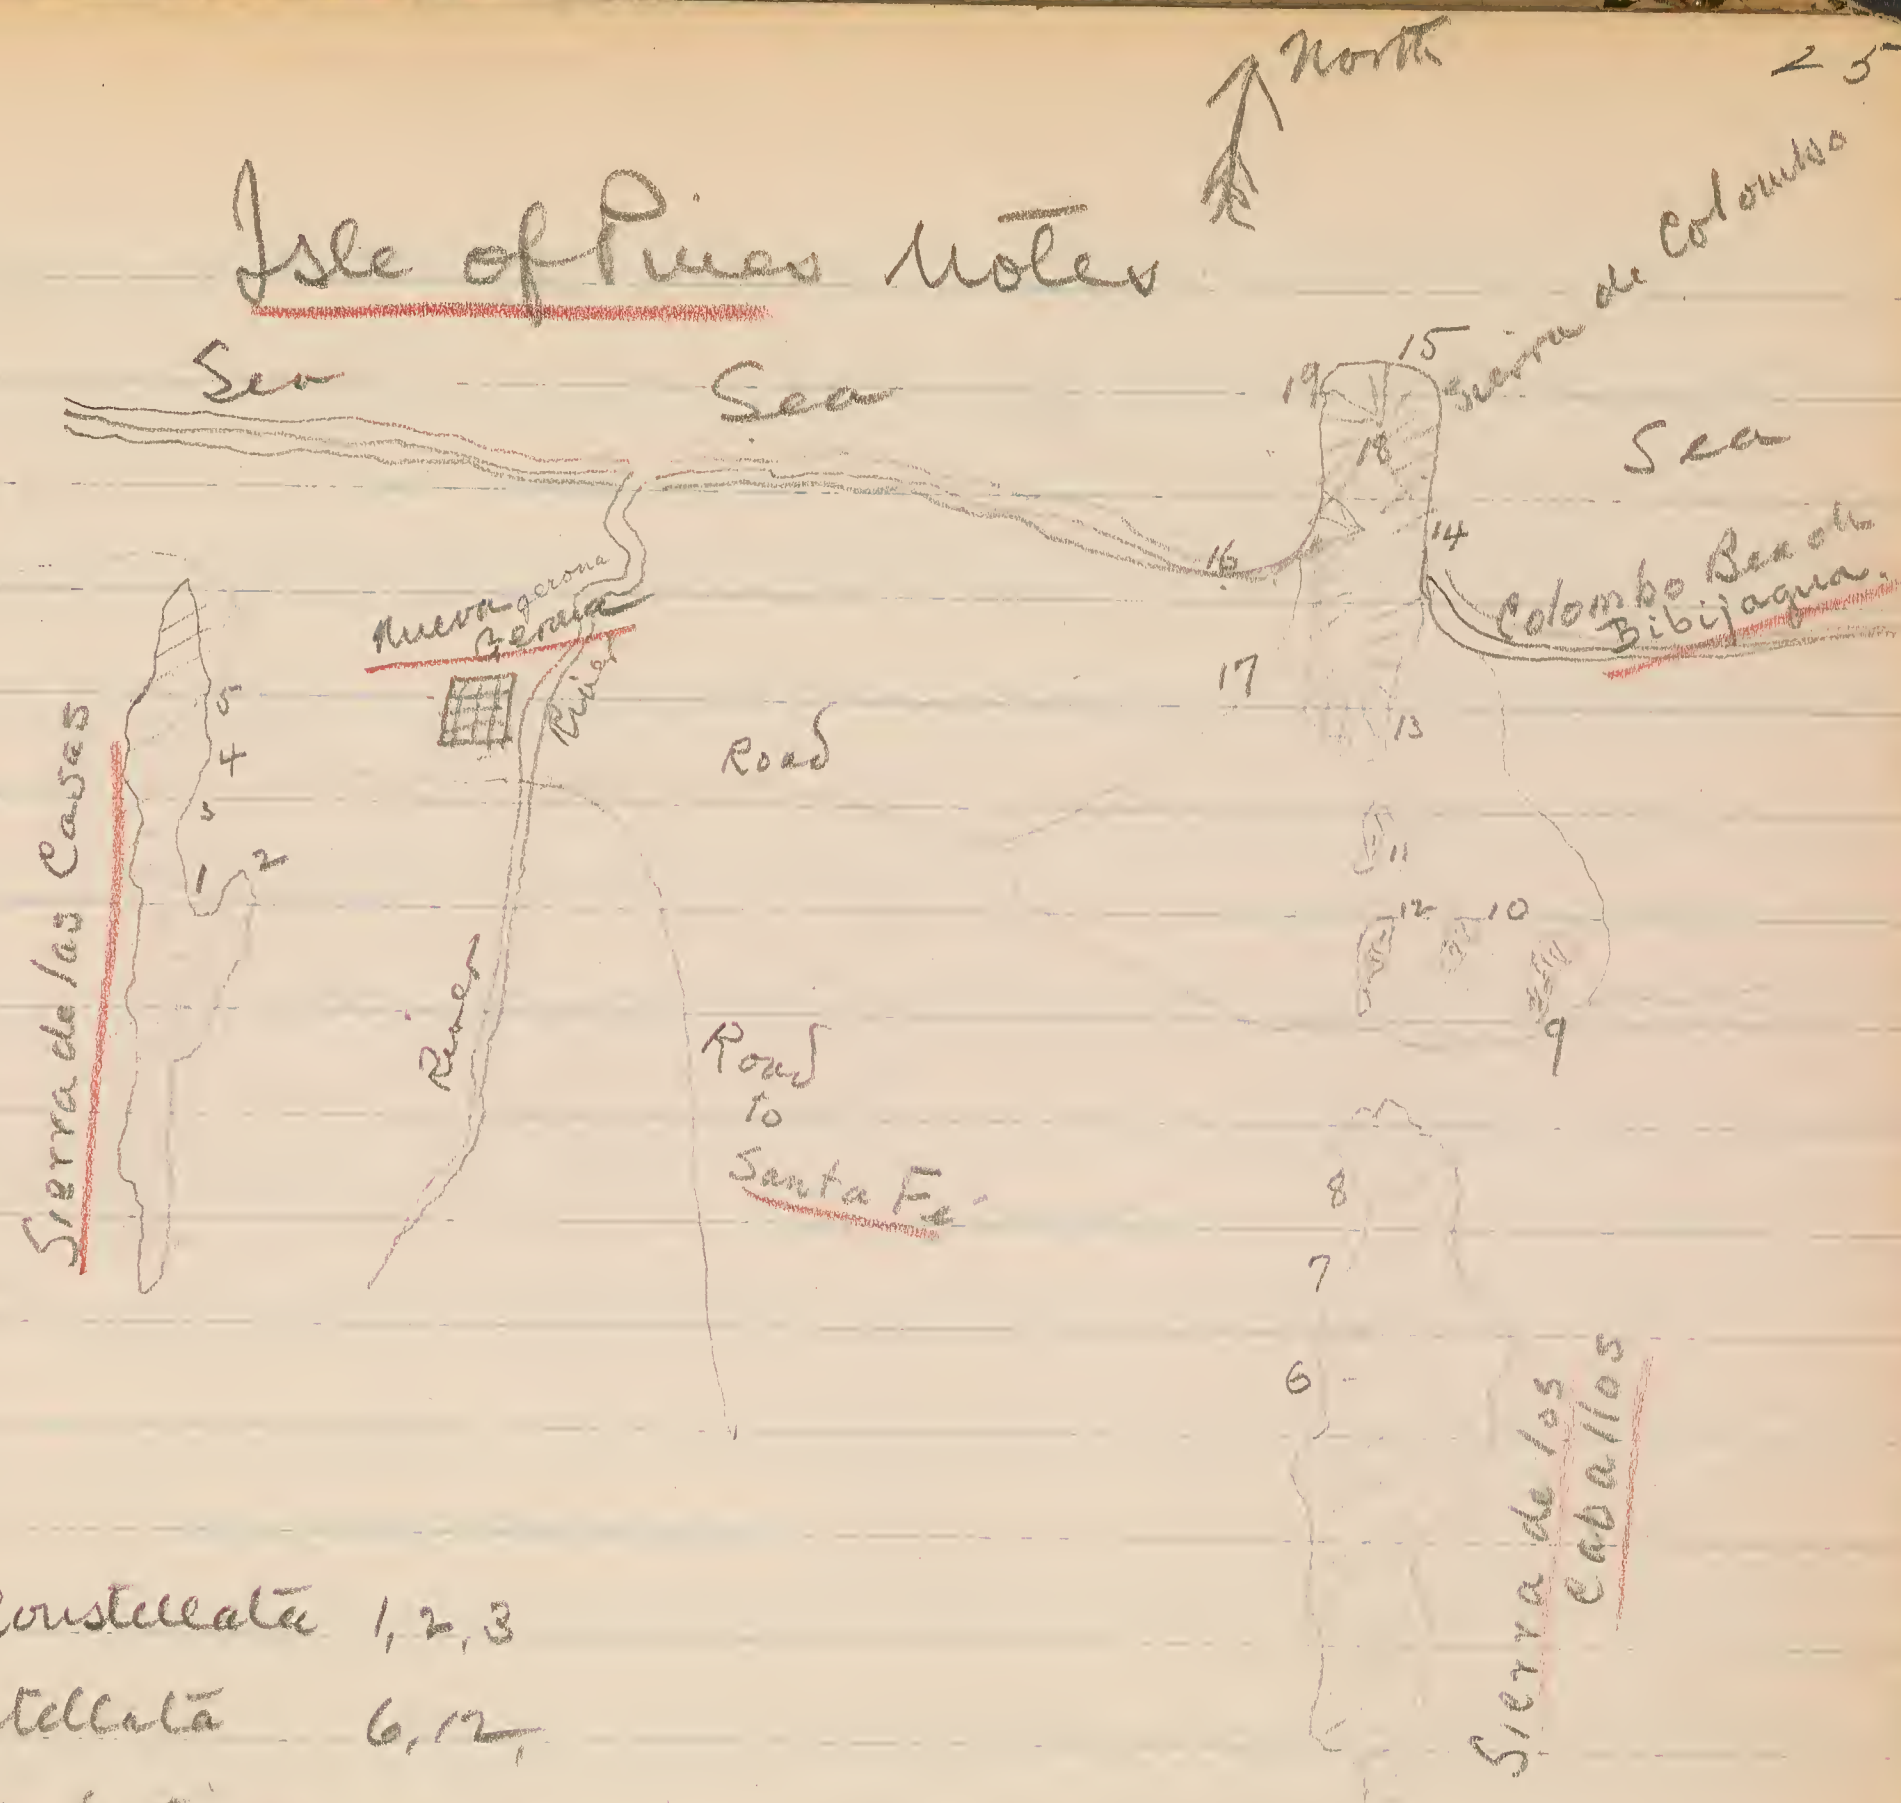 25
North
Isle of Pines Notes
Sierra de Colombo
Sea
Sea
Sea
15
19
18
14
16
17
13
Colombo Beach
Bibijagua.
Nueva gerona
River
Sierra de las Casas
5
4
1
2
Road
11
12
10
9
River
Road
to
Santa Fe
8
7
6
Sierra de los
Caballos
Constellata 1, 2, 3
tellata 6, 12,